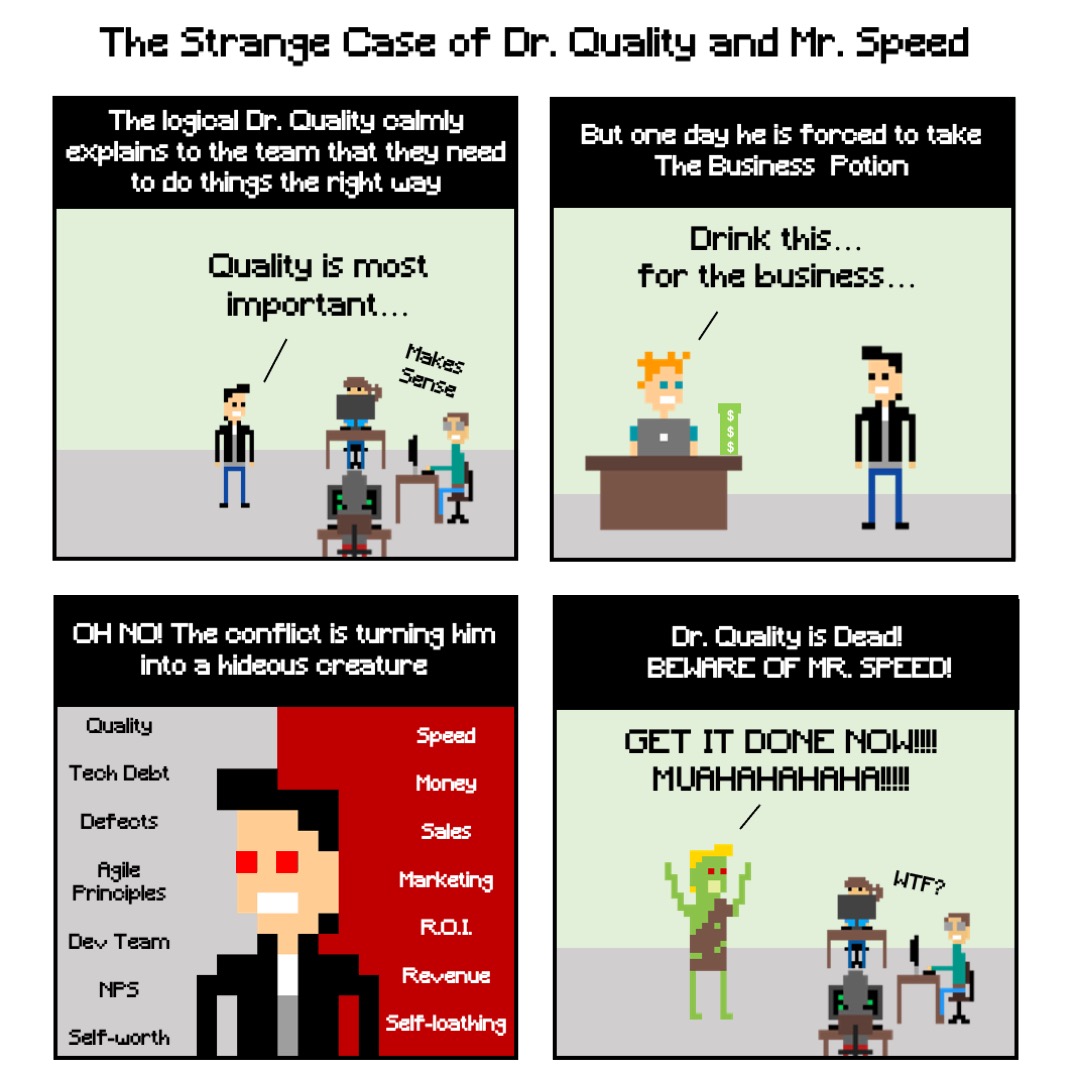 The Strange Case of Dr. Quality and Mr. Speed
The logical Dr. Quality calmly
explains to the team that they need
to do things the right way
Quality is most
important...
Makes
Sense
But one day he is forced to take
The Business Potion
Drink this...
for the business...
$
$
$
OH NO! The conflict is turning him
into a hideous creature
Quality
Tech Debt
Defects
Agile
Principles
Dev Team
NPS
Self-worth
Speed
Money
Sales
Marketing
R.O.I.
Revenue
Self-loathing
Dr. Quality is Dead!
BEWARE OF MR. SPEED!
GET IT DONE NOW!!!!
MUAHAHAHAHA!!!!!
WTF?